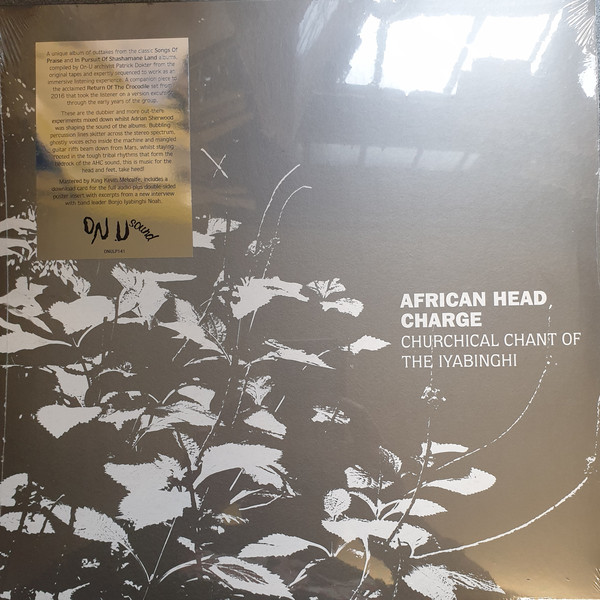 A unique album of outtakes from the classic Songs Of
Praise and In Pursuit Of Shashamane Land albums,
compiled by On-U archivist Patrick Dokter from the
original tapes and expertly sequenced to work as an
immersive listening experience. A companion piece to
the acclaimed Return Of The Crocodile set from
2016 that took the listener on a version excursion
through the early years of the group.
These are the dubbier and more out-there
experiments mixed down whilst Adrian Sherwood
was shaping the sound of the albums. Bubbling
percussion lines skitter across the stereo spectrum,
ghostly voices echo inside the machine and mangled
guitar riffs beam down from Mars, whilst staying
rooted in the tough tribal rhythms that form the
bedrock of the AHC sound, this is music for the
head and feet, take heed!
Mastered by King Kevin Metcalfe, includes a
download card for the full audio plus double-sided
poster insert with excerpts from a new interview
with band leader Bonjo Iyabinghi Noah.
ON.U sound
ONULP141
AFRICAN HEAD
CHARGE
CHURCHICAL CHANT OF
THE IYABINGHI